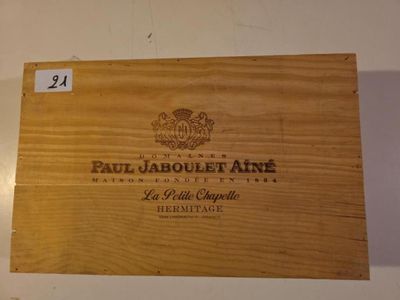 21
DOMAINES
PAUL JABOULET AÎNÉ
MAISON FONDÉE EN 1834
La Petite Chapelle
HERMITAGE